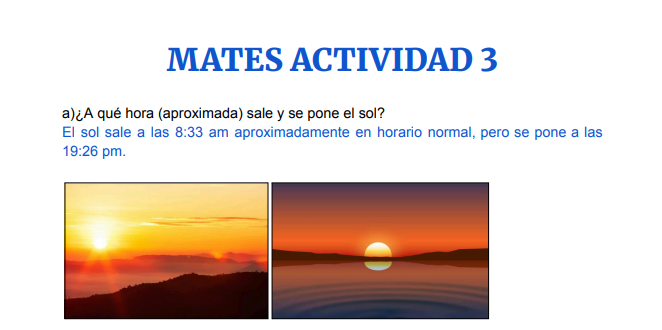 MATES ACTIVIDAD 3
a)¿A qué hora (aproximada) sale y se pone el sol?
El sol sale a las 8:33 am aproximadamente en horario normal, pero se pone a las
19:26 pm.